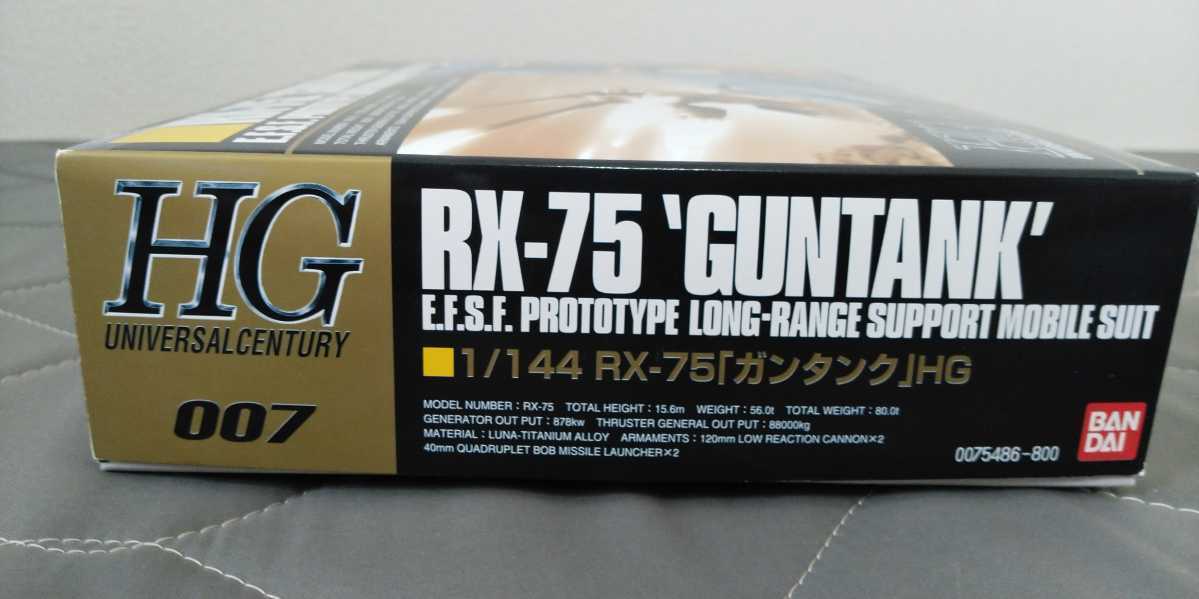 HG
UNIVERSALCENTURY
007
RX-75 'GUNTANK'
E.F.S.F. PROTOTYPE LONG-RANGE SUPPORT MOBILE SUIT
1/144 RX-75「ガンタンク」HG
MODEL NUMBER : RX-75 TOTAL HEIGHT : 15.6m WEIGHT : 56.0t TOTAL WEIGHT : 80.0t
GENERATOR OUT PUT : 878kw THRUSTER GENERAL OUT PUT : 88000kg
MATERIAL : LUNA-TITANIUM ALLOY ARMAMENTS : 120mm LOW REACTION CANNON×2
40mm QUADRUPLET BOB MISSILE LAUNCHER×2
0075486-800
BAN
DAI